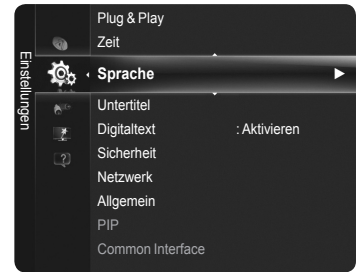 Einstellungen
Plug & Play
Zeit
Sprache
Untertitel
Digitaltext : Aktivieren
Sicherheit
Netzwerk
Allgemein
PIP
Common Interface